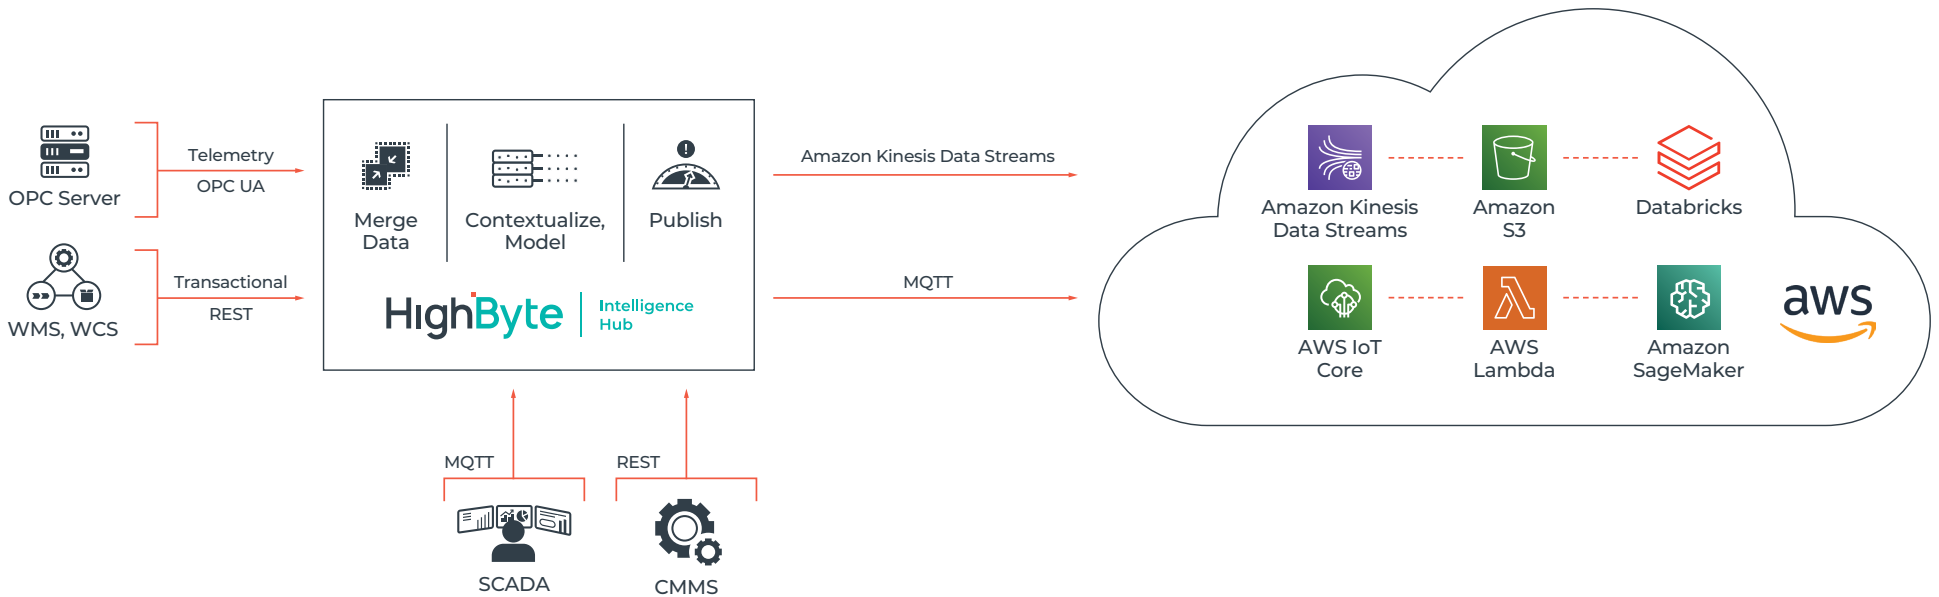 OPC Server
Telemetry
OPC UA
WMS, WCS
Transactional
REST
Merge
Data
Contextualize,
Model
Publish
HighByte
Intelligence
Hub
MQTT
SCADA
REST
CMMS
Amazon Kinesis Data Streams
MQTT
Amazon Kinesis
Data Streams
Amazon
S3
Databricks
AWS IoT
Core
AWS
Lambda
Amazon
SageMaker
aws